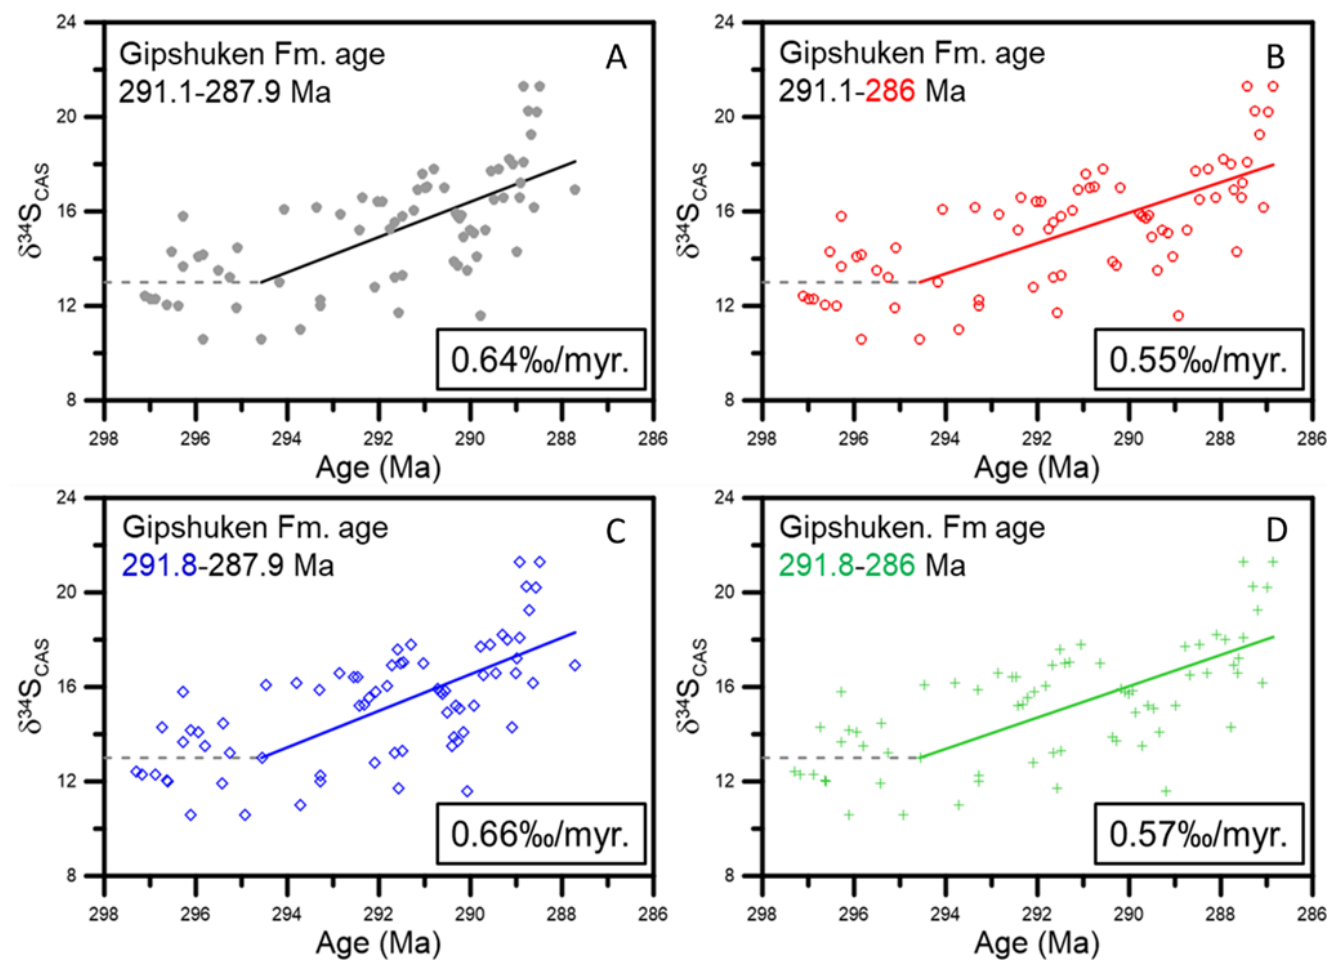 24
20
16
12
8
δ34SCAS
Gipshuken Fm. age
291.1-287.9 Ma
A
0.64‰/myr.
298
296
294
292
290
288
286
Age (Ma)
24
20
16
12
8
δ34SCAS
Gipshuken Fm. age
291.1-286 Ma
B
0.55‰/myr.
298
296
294
292
290
288
286
Age (Ma)
24
20
16
12
8
δ34SCAS
Gipshuken Fm. age
291.8-287.9 Ma
C
0.66‰/myr.
298
296
294
292
290
288
286
Age (Ma)
24
20
16
12
8
δ34SCAS
Gipshuken. Fm age
291.8-286 Ma
D
0.57‰/myr.
298
296
294
292
290
288
286
Age (Ma)